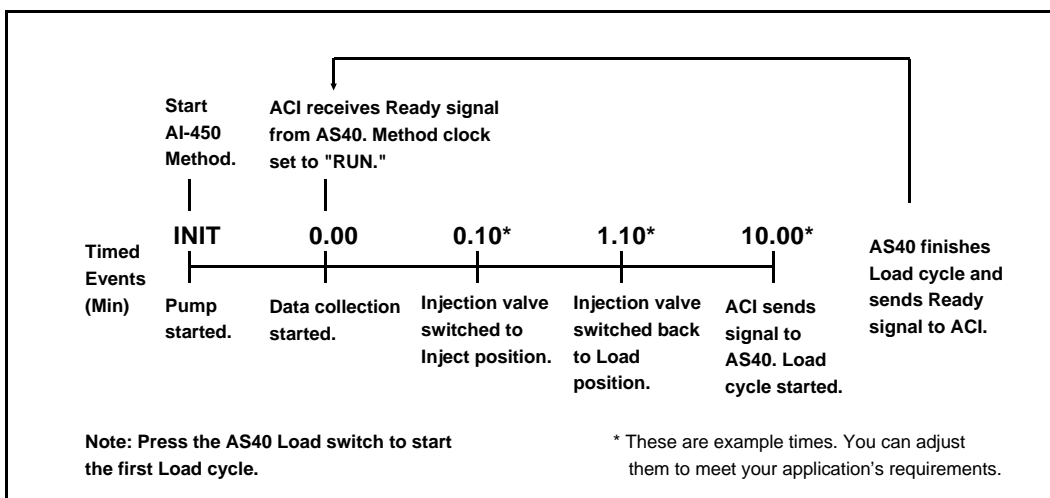 Start
AI-450
Method.
ACI receives Ready signal
from AS40. Method clock
set to "RUN."
Timed
Events
(Min)
INIT
0.00
0.10*
1.10*
10.00*
Pump
started.
Data collection
started.
Injection valve
switched to
Inject position.
Injection valve
switched back
to Load
position.
ACI sends
signal to
AS40. Load
cycle started.
AS40 finishes
Load cycle and
sends Ready
signal to ACI.
Note: Press the AS40 Load switch to start
the first Load cycle.
* These are example times. You can adjust
them to meet your application's requirements.